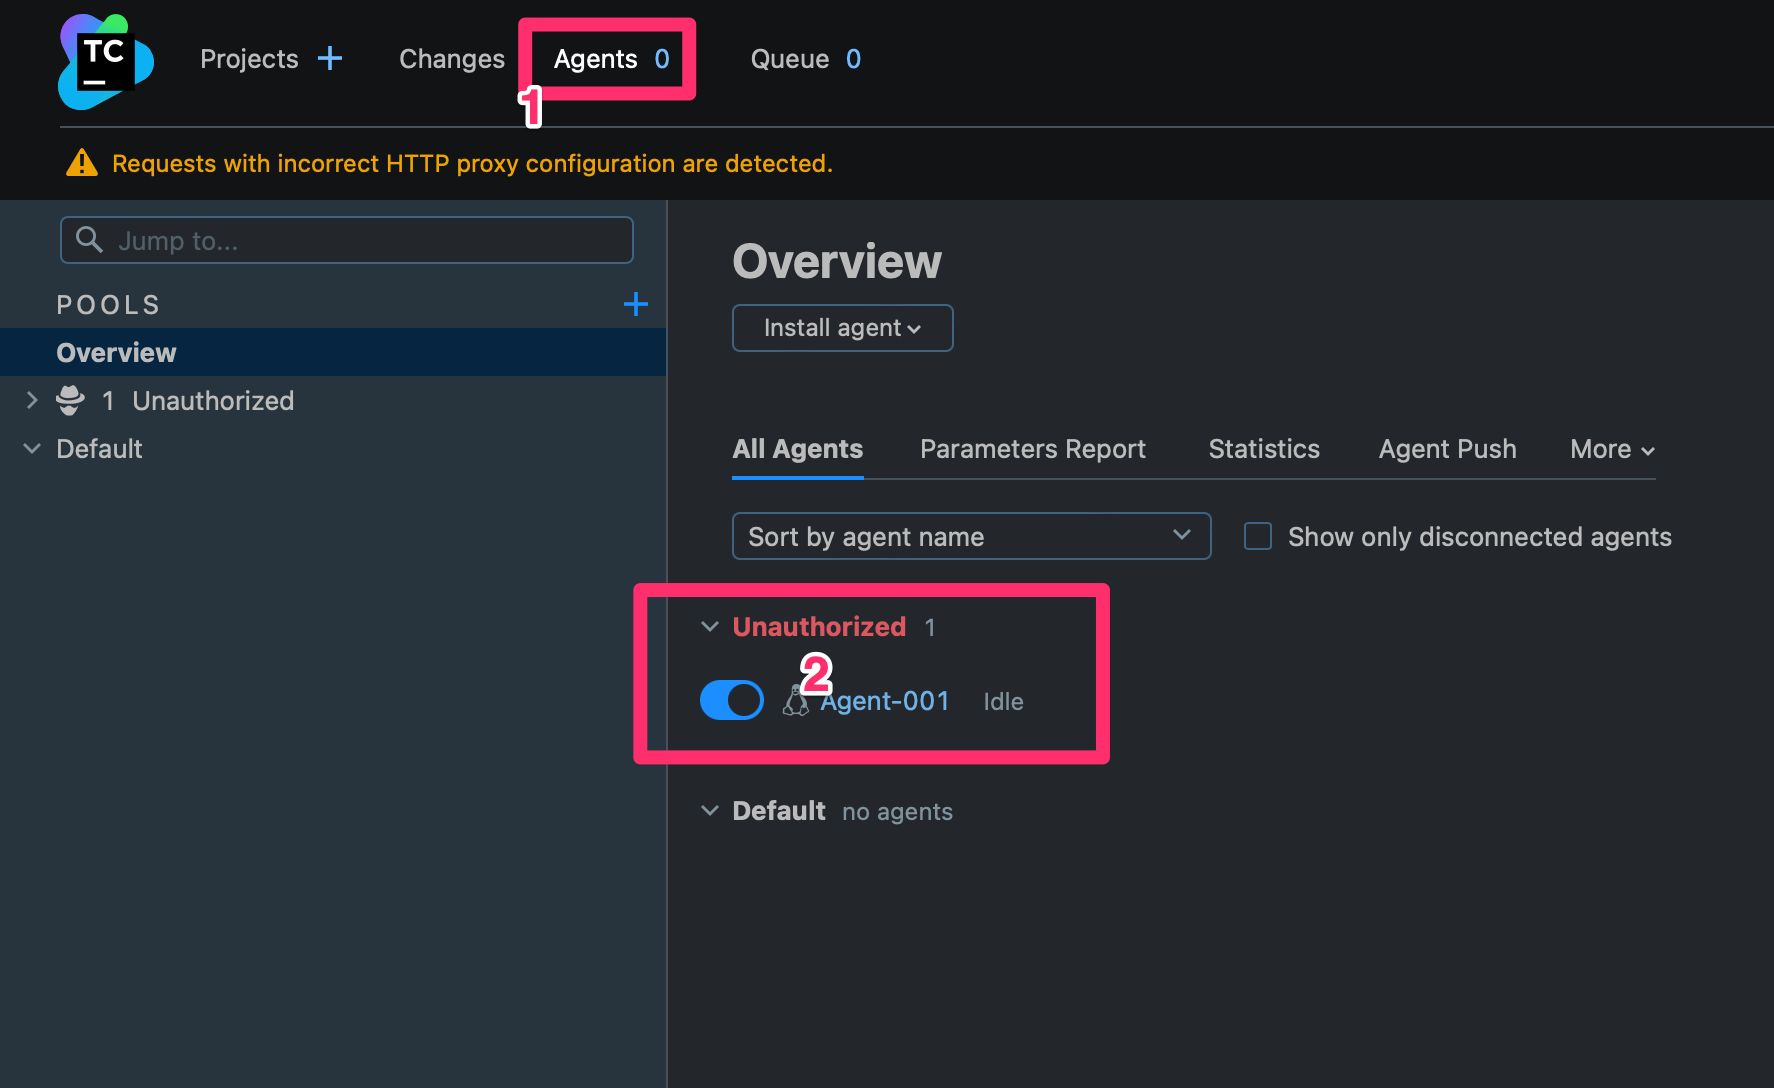 TC
Projects + Changes Agents 0 Queue 0
1
Requests with incorrect HTTP proxy configuration are detected.
Jump to...
POOLS +
Overview
1 Unauthorized
Default
Overview
Install agent
All Agents Parameters Report Statistics Agent Push More
Sort by agent name Show only disconnected agents
Unauthorized 1
2
Agent-001 Idle
Default no agents